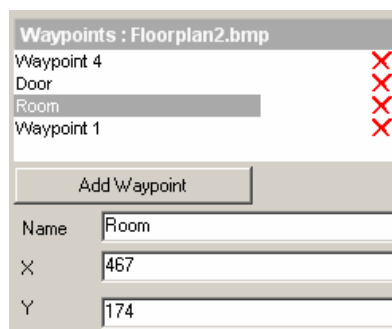 Waypoints : Floorplan2.bmp
Waypoint 4
Door
Room
Waypoint 1
Add Waypoint
Name Room
X 467
Y 174